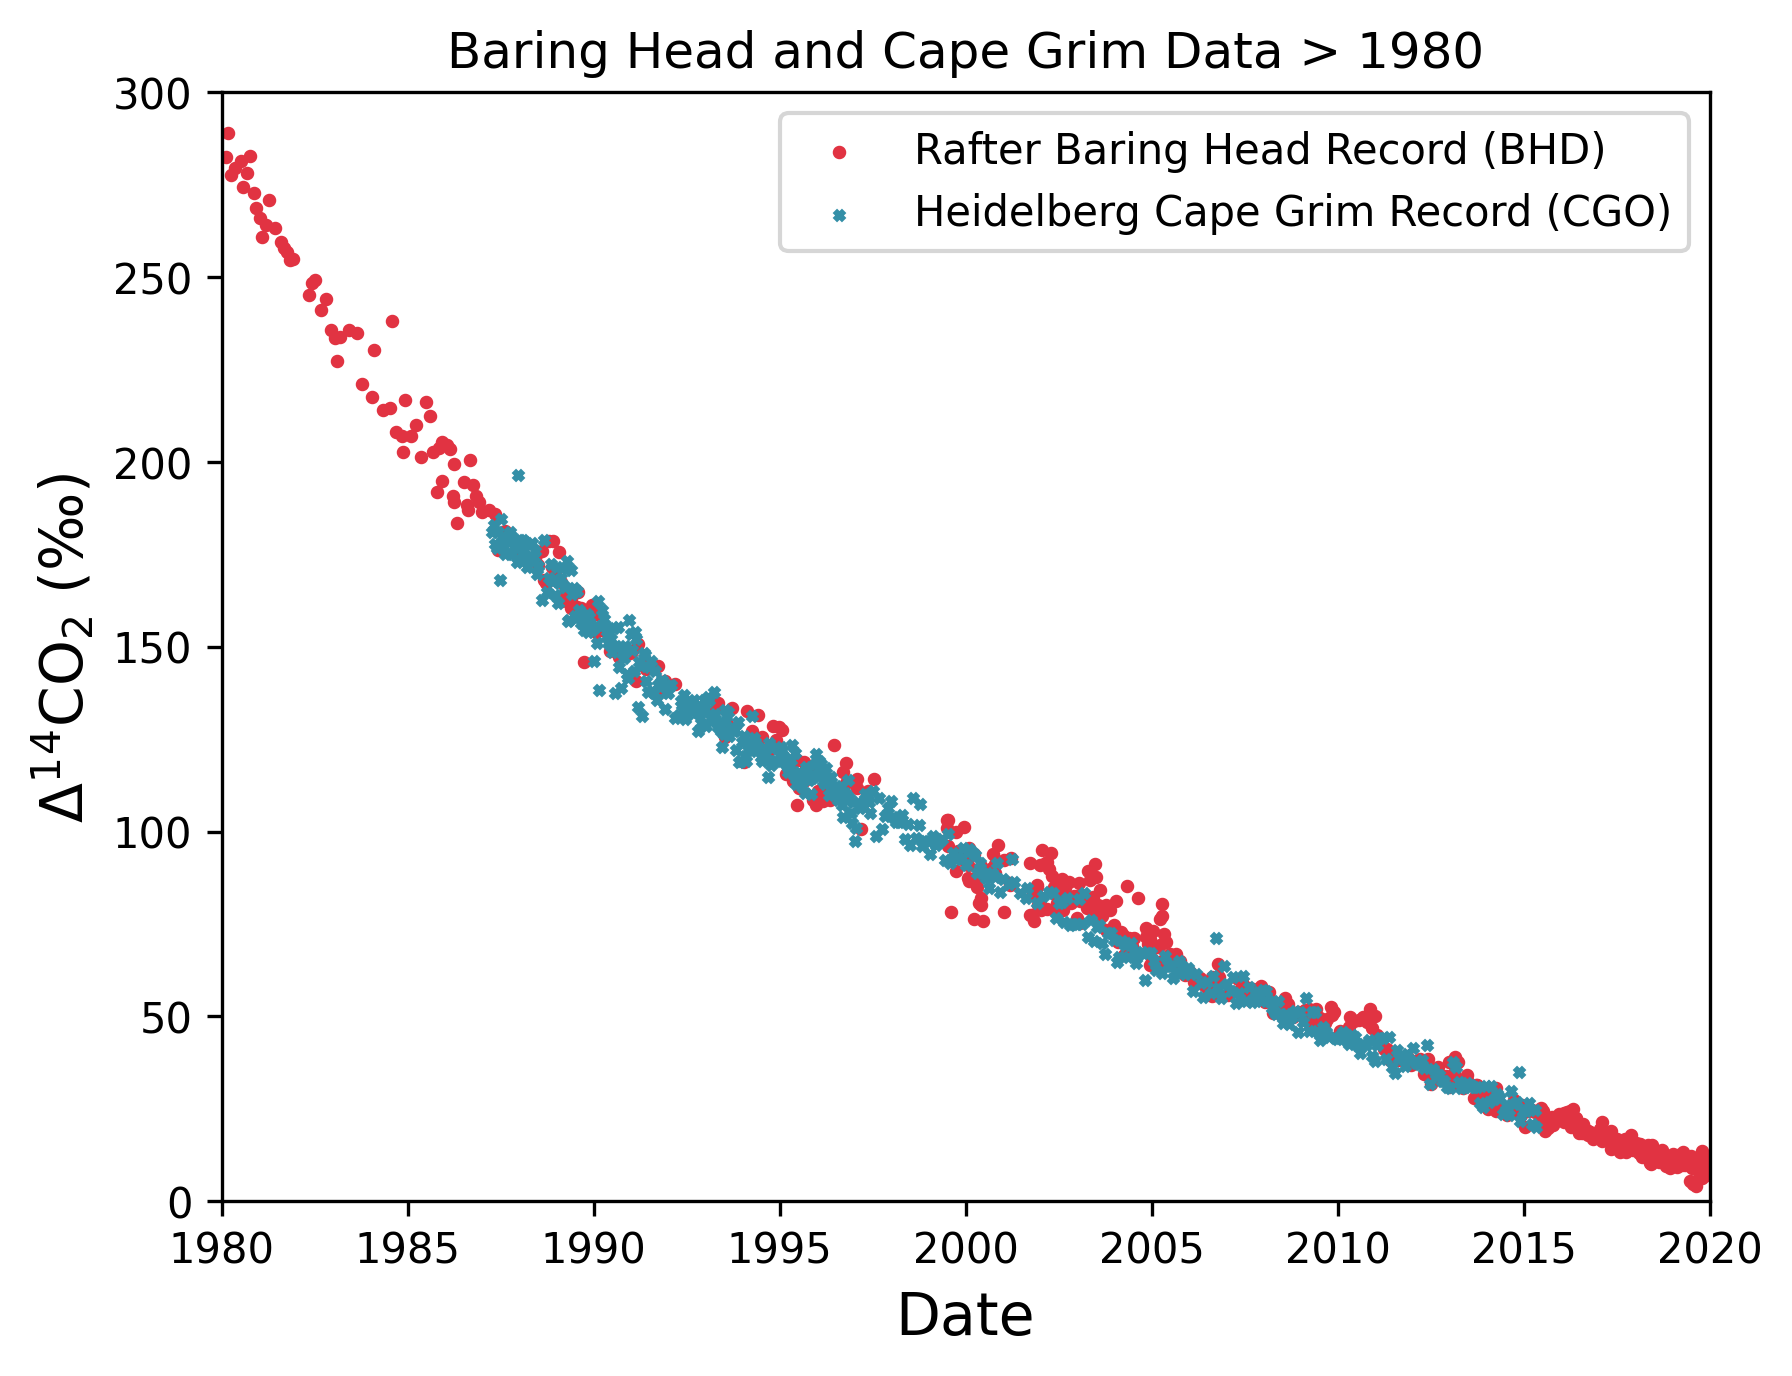 Baring Head and Cape Grim Data > 1980
300
250
200
150
100
50
0
Δ¹⁴CO₂ (‰)
Rafter Baring Head Record (BHD)
Heidelberg Cape Grim Record (CGO)
1980 1985 1990 1995 2000 2005 2010 2015 2020
Date